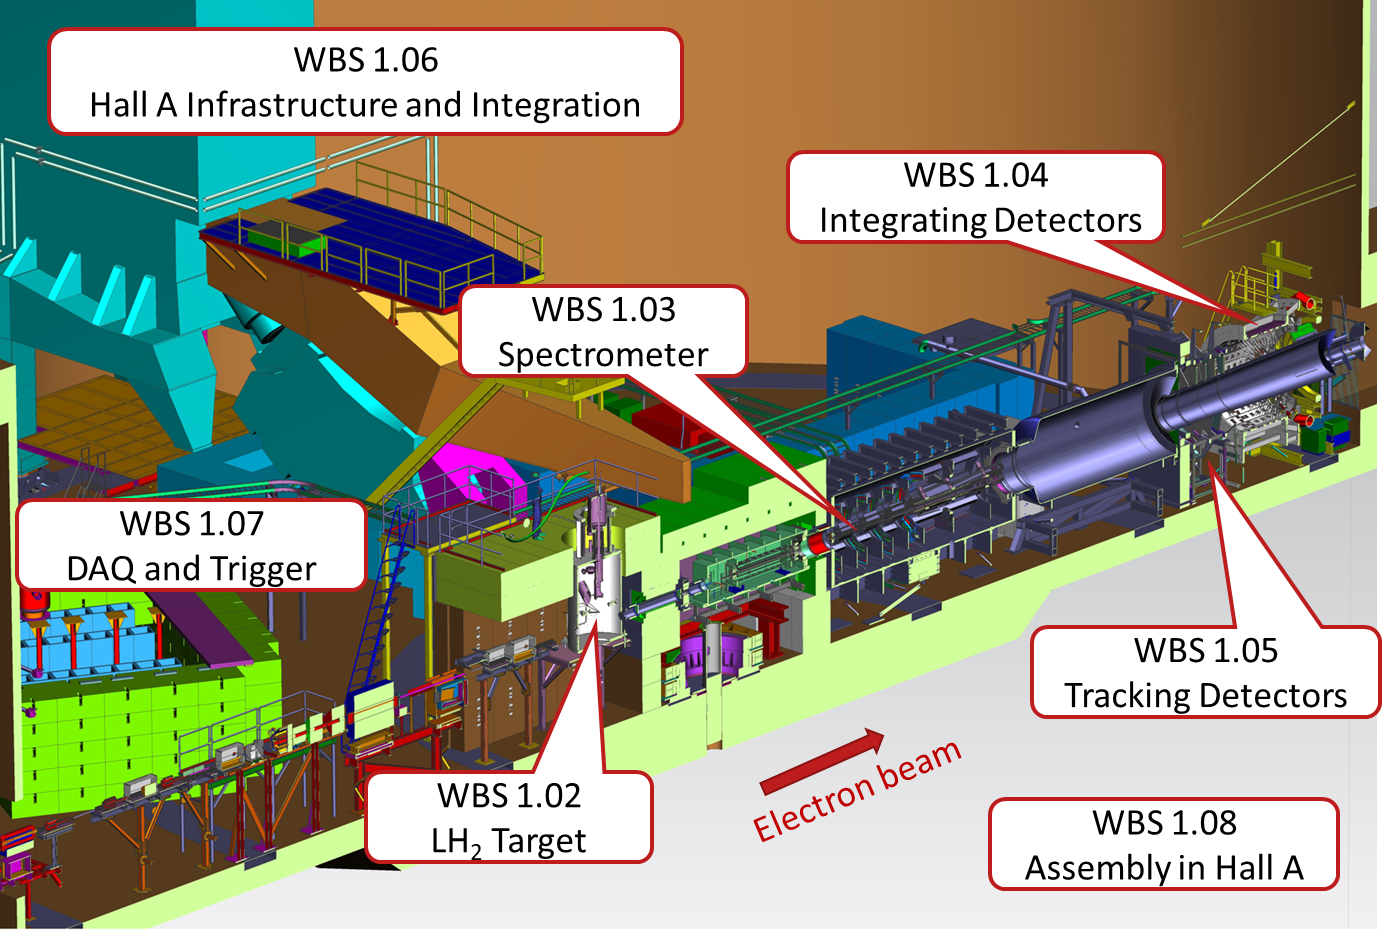 WBS 1.06
Hall A Infrastructure and Integration
WBS 1.04
Integrating Detectors
WBS 1.03
Spectrometer
WBS 1.07
DAQ and Trigger
WBS 1.05
Tracking Detectors
WBS 1.02
LH₂ Target
Electron beam
WBS 1.08
Assembly in Hall A